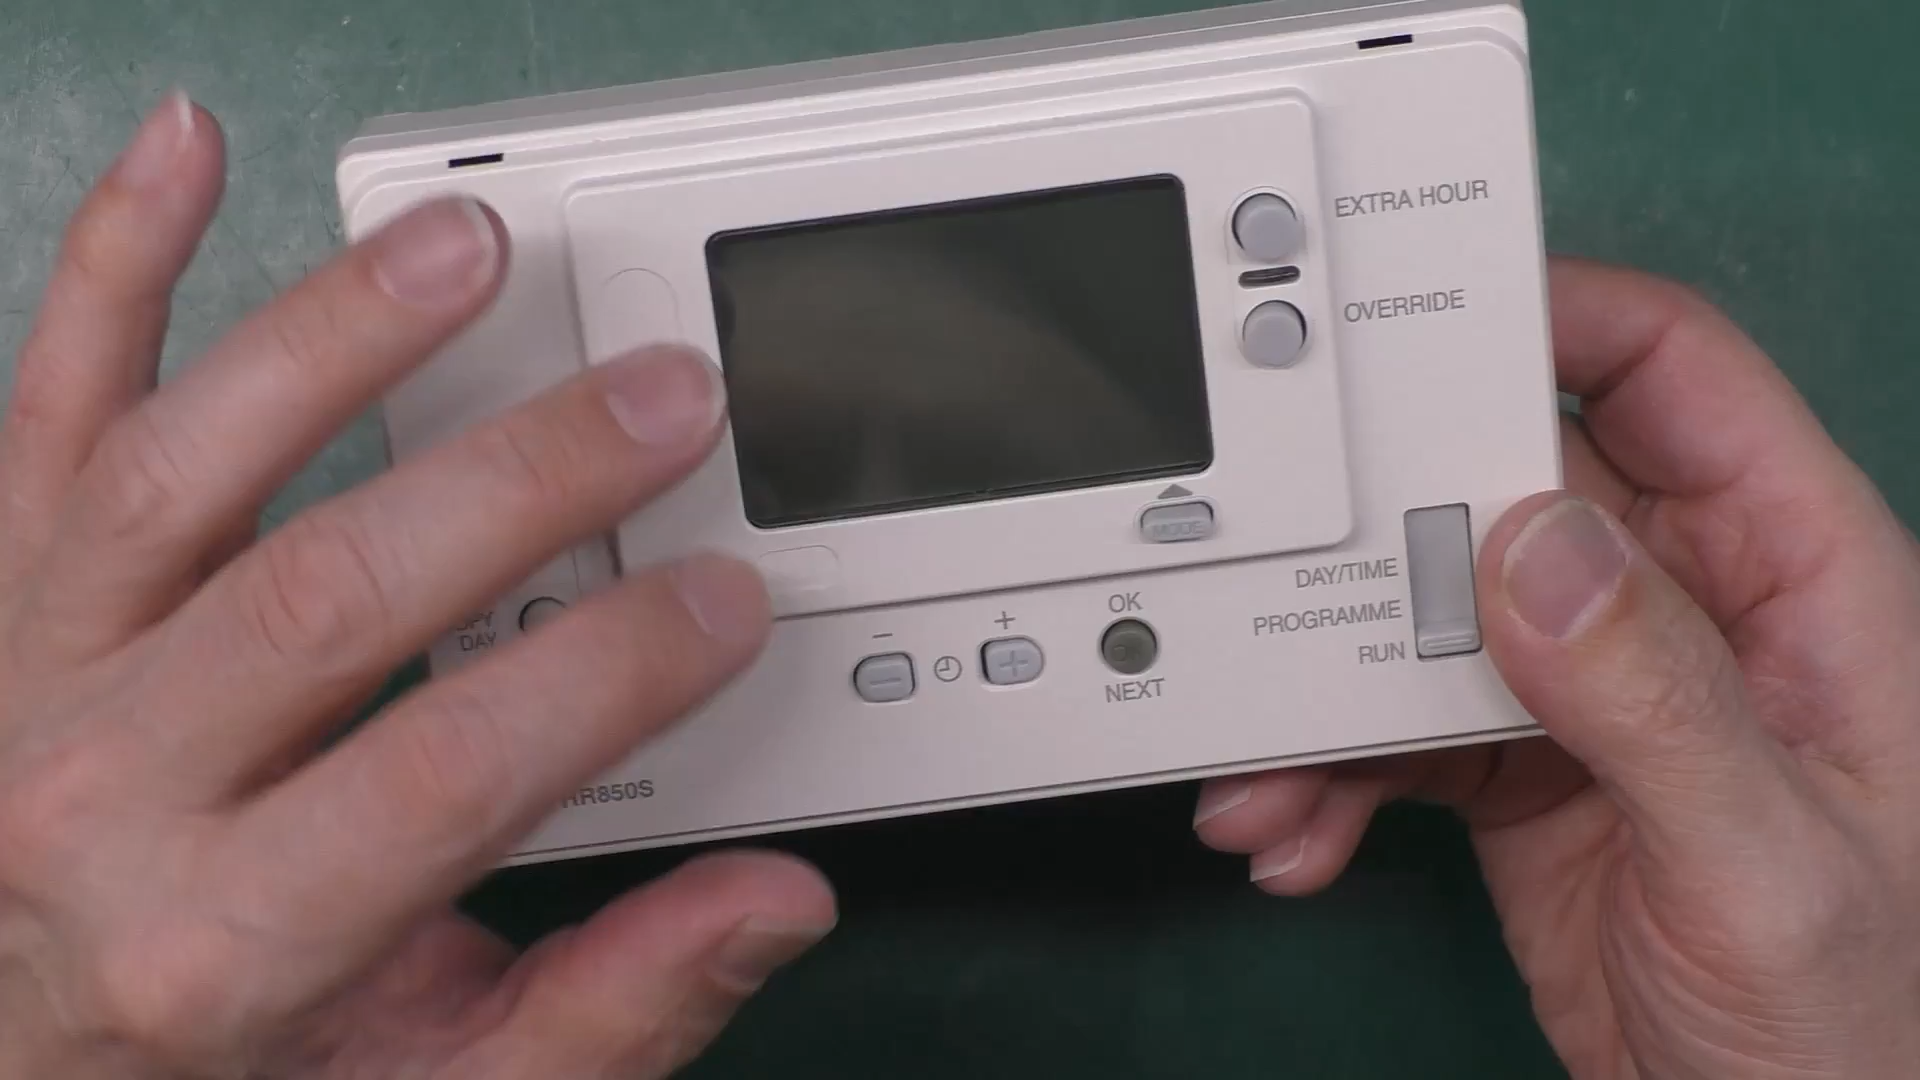 EXTRA HOUR
OVERRIDE
MODE
DAY/TIME
PROGRAMME
RUN
OK
NEXT
− +
DAY
RR850S